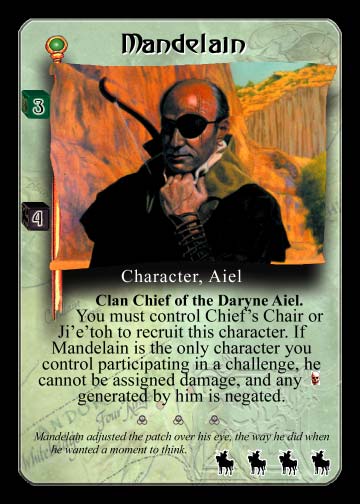 Mandelain
3
4
Character, Aiel
Clan Chief of the Daryne Aiel.
You must control Chief's Chair or
Ji'e'toh to recruit this character. If
Mandelain is the only character you
control participating in a challenge, he
cannot be assigned damage, and any
generated by him is negated.
Mandelain adjusted the patch over his eye, the way he did when
he wanted a moment to think.